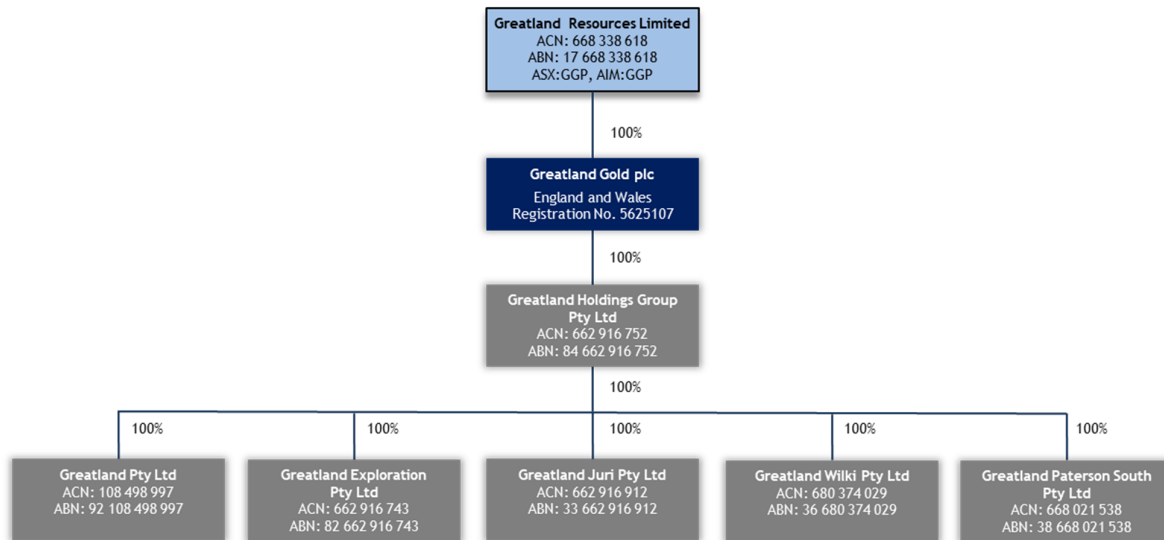 Greatland Resources Limited
ACN: 668 338 618
ABN: 17 668 338 618
ASX:GGP, AIM:GGP
100%
Greatland Gold plc
England and Wales
Registration No. 5625107
100%
Greatland Holdings Group
Pty Ltd
ACN: 662 916 752
ABN: 84 662 916 752
100%
100%
100%
100%
100%
100%
Greatland Pty Ltd
ACN: 108 498 997
ABN: 92 108 498 997
Greatland Exploration
Pty Ltd
ACN: 662 916 743
ABN: 82 662 916 743
Greatland Juri Pty Ltd
ACN: 662 916 912
ABN: 33 662 916 912
Greatland Wilki Pty Ltd
ACN: 680 374 029
ABN: 36 680 374 029
Greatland Paterson South
Pty Ltd
ACN: 668 021 538
ABN: 38 668 021 538